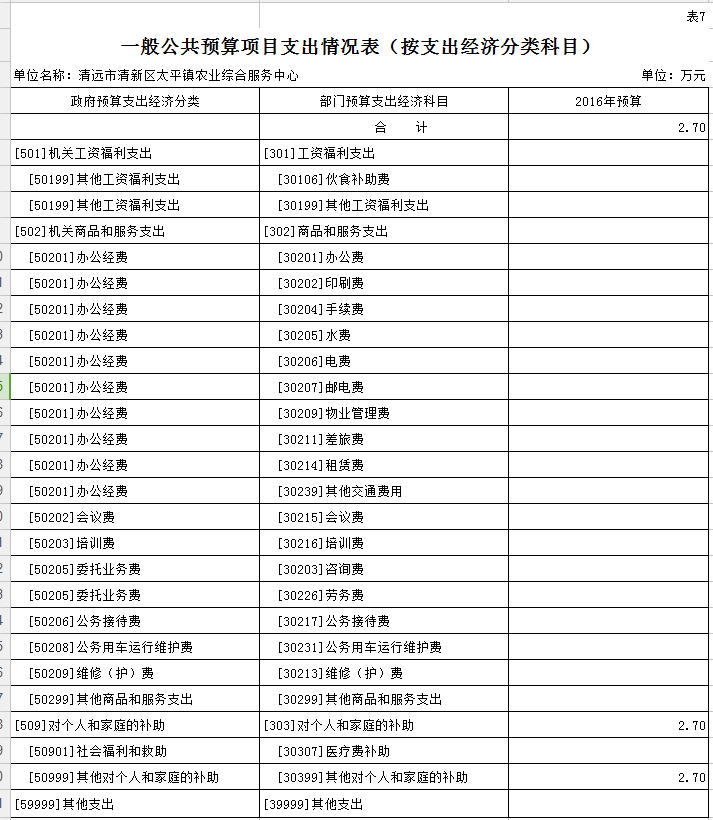 表7
一般公共预算项目支出情况表（按支出经济分类科目）
单位名称：清远市清新区太平镇农业综合服务中心 单位：万元
政府预算支出经济分类 部门预算支出经济科目 2016年预算
合 计 2.70
[501]机关工资福利支出 [301]工资福利支出
[50199]其他工资福利支出 [30106]伙食补助费
[50199]其他工资福利支出 [30199]其他工资福利支出
[502]机关商品和服务支出 [302]商品和服务支出
[50201]办公经费 [30201]办公费
[50201]办公经费 [30202]印刷费
[50201]办公经费 [30204]手续费
[50201]办公经费 [30205]水费
[50201]办公经费 [30206]电费
[50201]办公经费 [30207]邮电费
[50201]办公经费 [30209]物业管理费
[50201]办公经费 [30211]差旅费
[50201]办公经费 [30214]租赁费
[50201]办公经费 [30239]其他交通费用
[50202]会议费 [30215]会议费
[50203]培训费 [30216]培训费
[50205]委托业务费 [30203]咨询费
[50205]委托业务费 [30226]劳务费
[50206]公务接待费 [30217]公务接待费
[50208]公务用车运行维护费 [30231]公务用车运行维护费
[50209]维修（护）费 [30213]维修（护）费
[50299]其他商品和服务支出 [30299]其他商品和服务支出
[509]对个人和家庭的补助 [303]对个人和家庭的补助 2.70
[50901]社会福利和救助 [30307]医疗费补助
[50999]其他对个人和家庭的补助 [30399]其他对个人和家庭的补助 2.70
[59999]其他支出 [39999]其他支出